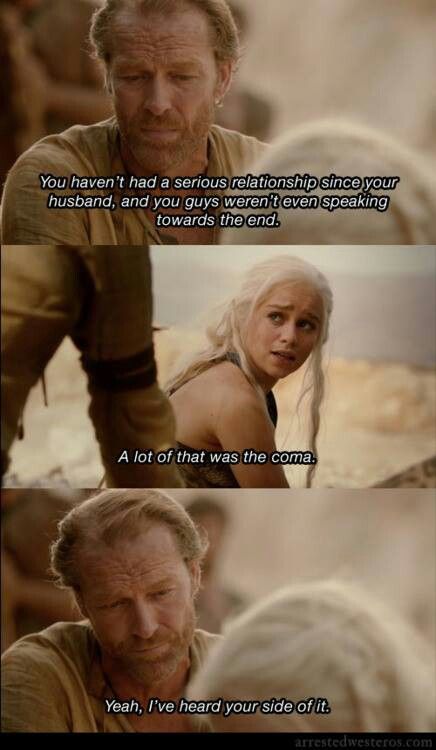 You haven't had a serious relationship since your
husband, and you guys weren't even speaking
towards the end.
A lot of that was the coma.
Yeah, I've heard your side of it.
arrestedwesteros.com